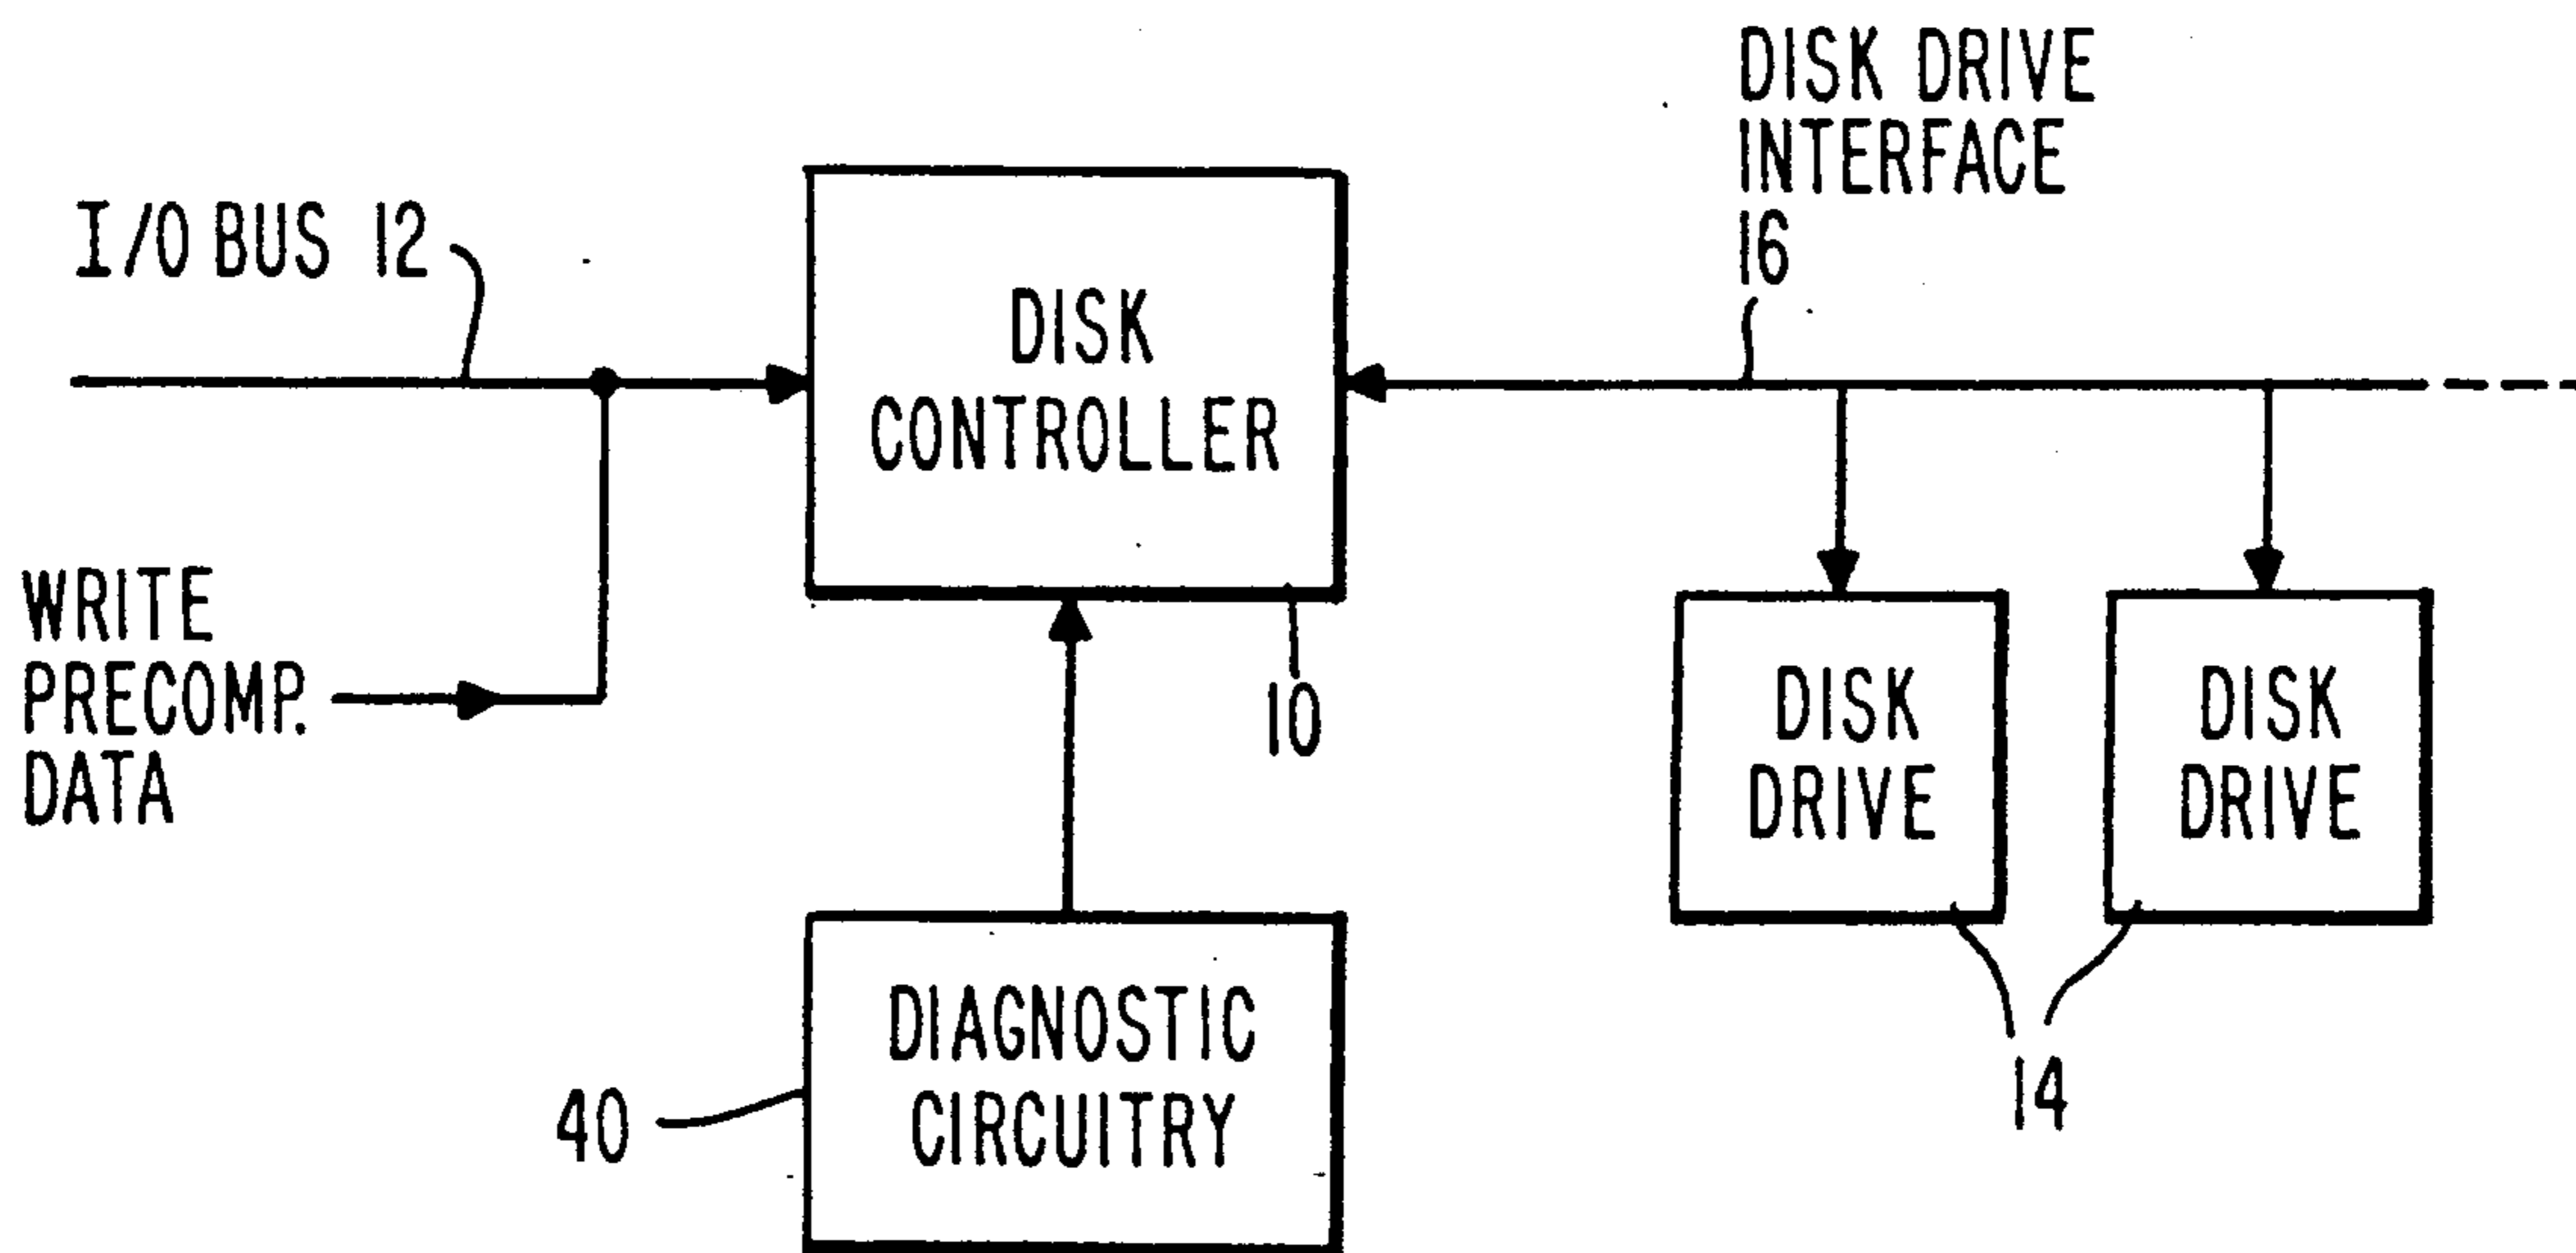 DISK DRIVE
INTERFACE
16
I/O BUS 12
DISK
CONTROLLER
10
WRITE
PRECOMP.
DATA
DISK
DRIVE
DISK
DRIVE
14
DIAGNOSTIC
CIRCUITRY
40